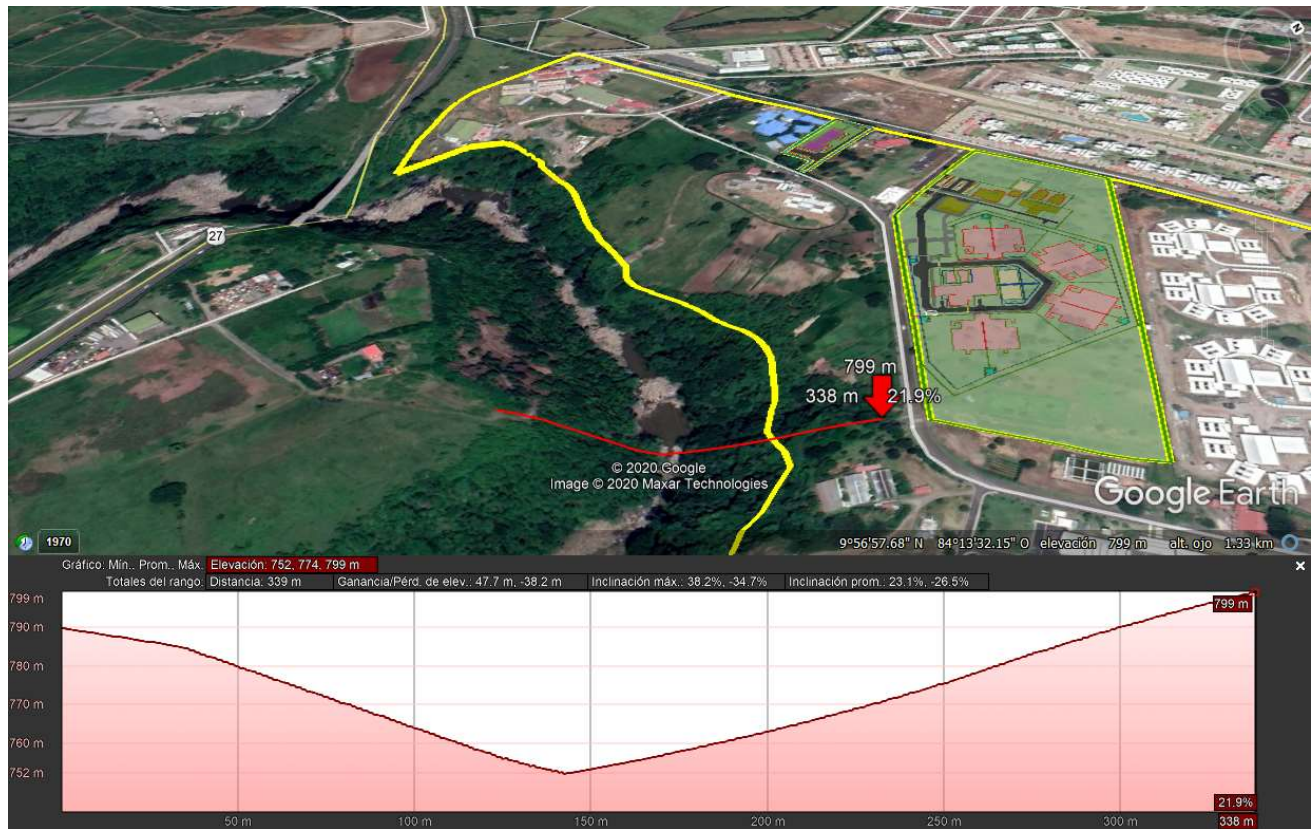 N
27
799 m
338 m 21.9%
© 2020 Google
Image © 2020 Maxar Technologies
Google Earth
1970
9°56'57.68" N 84°13'32.15" O elevación 799 m alt. ojo 1.33 km
Gráfico: Mín., Prom., Máx. Elevación: 752, 774, 799 m
Totales del rango: Distancia: 339 m Ganancia/Pérd. de elev.: 47.7 m, -38.2 m Inclinación máx.: 38.2%, -34.7% Inclinación prom.: 23.1%, -26.5%
799 m
799 m
790 m
780 m
770 m
760 m
752 m
21.9%
50 m 100 m 150 m 200 m 250 m 300 m 338 m